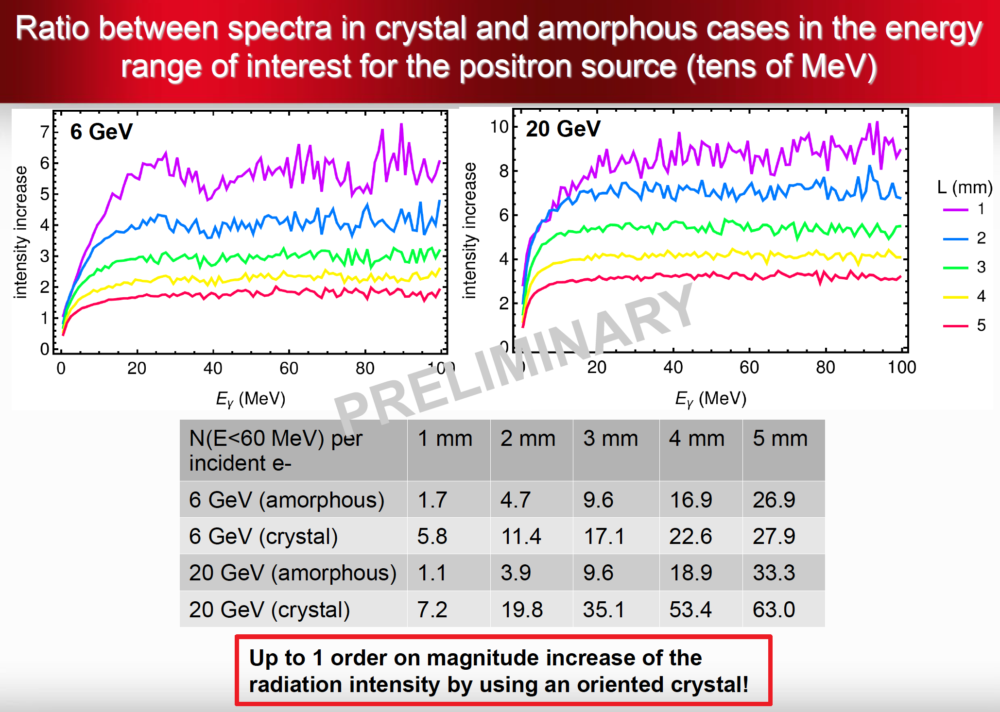 Ratio between spectra in crystal and amorphous cases in the energy
range of interest for the positron source (tens of MeV)
6 GeV
intensity increase
7
6
5
4
3
2
1
0
0 20 40 60 80 100
Eγ (MeV)
20 GeV
intensity increase
10
8
6
4
2
0
0 20 40 60 80 100
Eγ (MeV)
L (mm)
1
2
3
4
5
PRELIMINARY
N(E<60 MeV) per
incident e-
1 mm 2 mm 3 mm 4 mm 5 mm
6 GeV (amorphous) 1.7 4.7 9.6 16.9 26.9
6 GeV (crystal) 5.8 11.4 17.1 22.6 27.9
20 GeV (amorphous) 1.1 3.9 9.6 18.9 33.3
20 GeV (crystal) 7.2 19.8 35.1 53.4 63.0
Up to 1 order on magnitude increase of the
radiation intensity by using an oriented crystal!